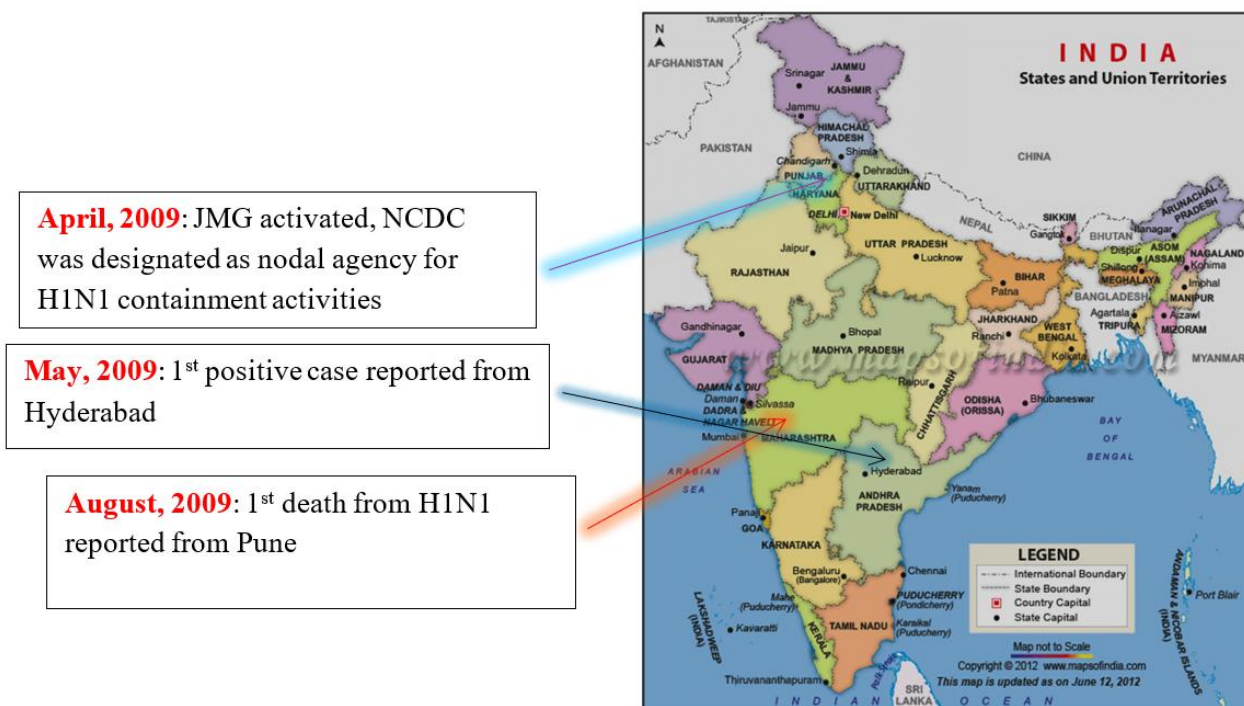 April, 2009: JMG activated, NCDC
was designated as nodal agency for
H1N1 containment activities
May, 2009: 1st positive case reported from
Hyderabad
August, 2009: 1st death from H1N1
reported from Pune
INDIA
States and Union Territories
N
TAJIKISTAN
AFGHANISTAN
PAKISTAN
CHINA
NEPAL
BHUTAN
BANGLADESH
MYANMAR
JAMMU
&
KASHMIR
Srinagar
Jammu
HIMACHAL
PRADESH
Shimla
Chandigarh
PUNJAB
Dehradun
UTTARAKHAND
HARYANA
DELHI
New Delhi
RAJASTHAN
Jaipur
UTTAR PRADESH
Lucknow
BIHAR
Patna
SIKKIM
Gangtok
ARUNACHAL
PRADESH
Itanagar
Dispur
ASOM
(ASSAM)
NAGALAND
Kohima
Shillong
MEGHALAYA
Imphal
MANIPUR
Agartala
TRIPURA
Aizawl
MIZORAM
JHARKHAND
Ranchi
WEST
BENGAL
Kolkata
Gandhinagar
GUJARAT
Bhopal
MADHYA PRADESH
www.mapsofindia.com
Raipur
CHHATTISGARH
ODISHA
(ORISSA)
Bhubaneswar
DAMAN & DIU
Daman
Silvassa
DADRA &
NAGAR HAVELI
Mumbai
MAHARASHTRA
ARABIAN
SEA
BAY
OF
BENGAL
Hyderabad
ANDHRA
PRADESH
Yanam
(Puducherry)
Panaji
GOA
KARNATAKA
Bengaluru
(Bangalore)
Chennai
Mahe
(Puducherry)
PUDUCHERRY
(Pondicherry)
Karaikal
(Puducherry)
TAMIL NADU
KERALA
Thiruvananthapuram
LAKSHADWEEP
(INDIA)
Kavaratti
ANDAMAN & NICOBAR ISLANDS
(INDIA)
Port Blair
Palk Strait
SRI
LANKA
INDIAN OCEAN
LEGEND
International Boundary
State Boundary
Country Capital
State Capital
Map not to Scale
Copyright © 2012 www.mapsofindia.com
This map is updated as on June 12, 2012